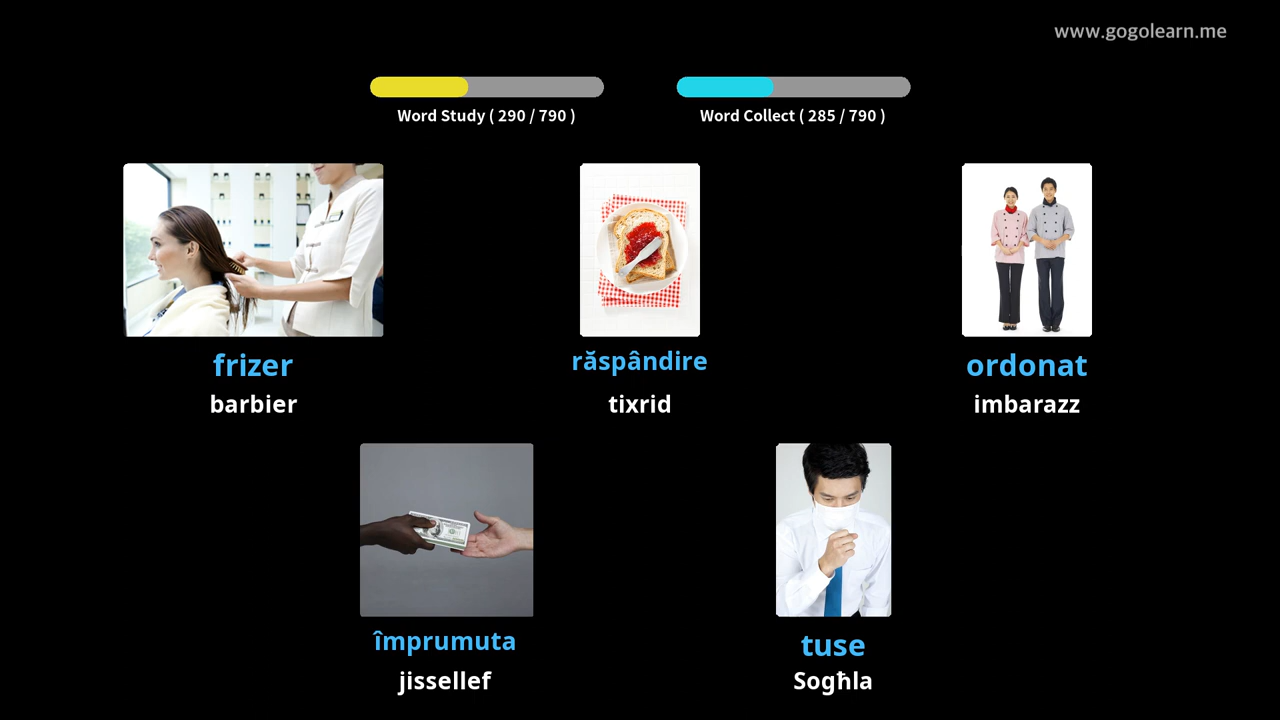 www.gogolearn.me
Word Study ( 290 / 790 )
Word Collect ( 285 / 790 )
frizer
barbier
răspândire
tixrid
ordonat
imbarazz
împrumuta
jissellef
tuse
Sogħla